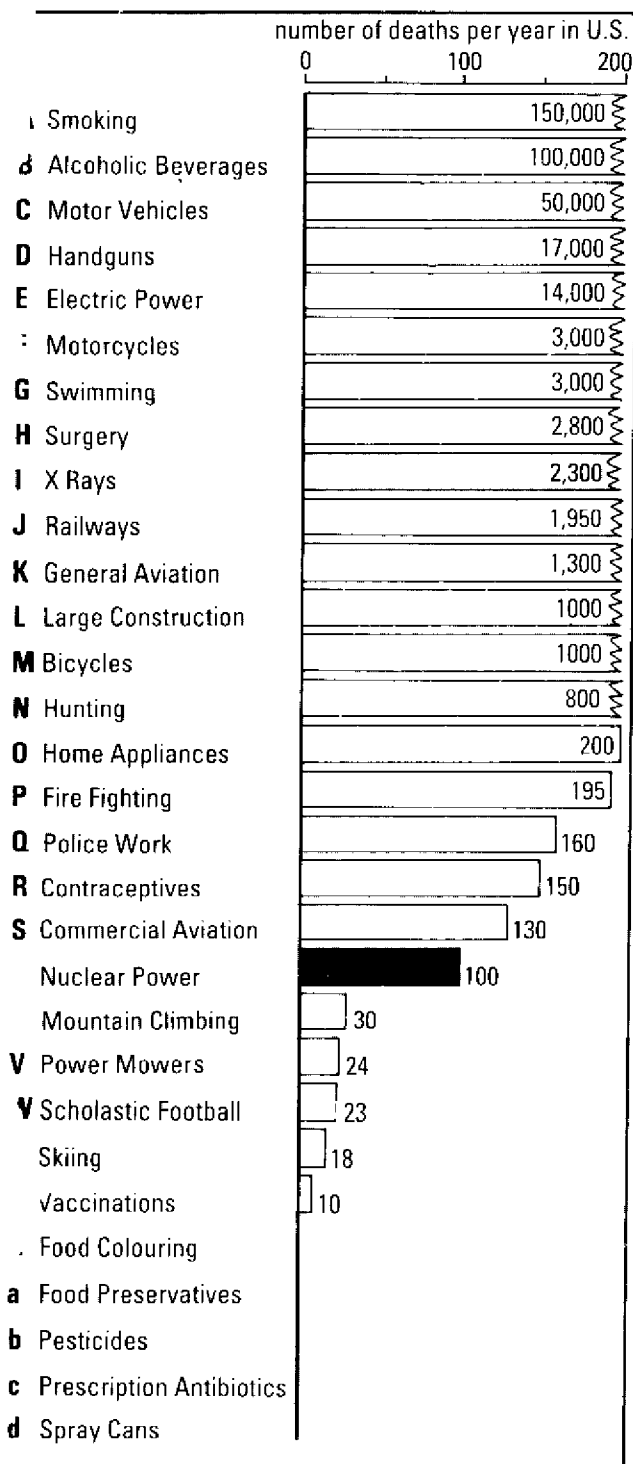 number of deaths per year in U.S.
0 100 200
Smoking 150,000
Alcoholic Beverages 100,000
C Motor Vehicles 50,000
D Handguns 17,000
E Electric Power 14,000
Motorcycles 3,000
G Swimming 3,000
H Surgery 2,800
I X Rays 2,300
J Railways 1,950
K General Aviation 1,300
L Large Construction 1000
M Bicycles 1000
N Hunting 800
O Home Appliances 200
P Fire Fighting 195
Q Police Work 160
R Contraceptives 150
S Commercial Aviation 130
Nuclear Power 100
Mountain Climbing 30
V Power Mowers 24
Scholastic Football 23
Skiing 18
Vaccinations 10
Food Colouring
a Food Preservatives
b Pesticides
c Prescription Antibiotics
d Spray Cans